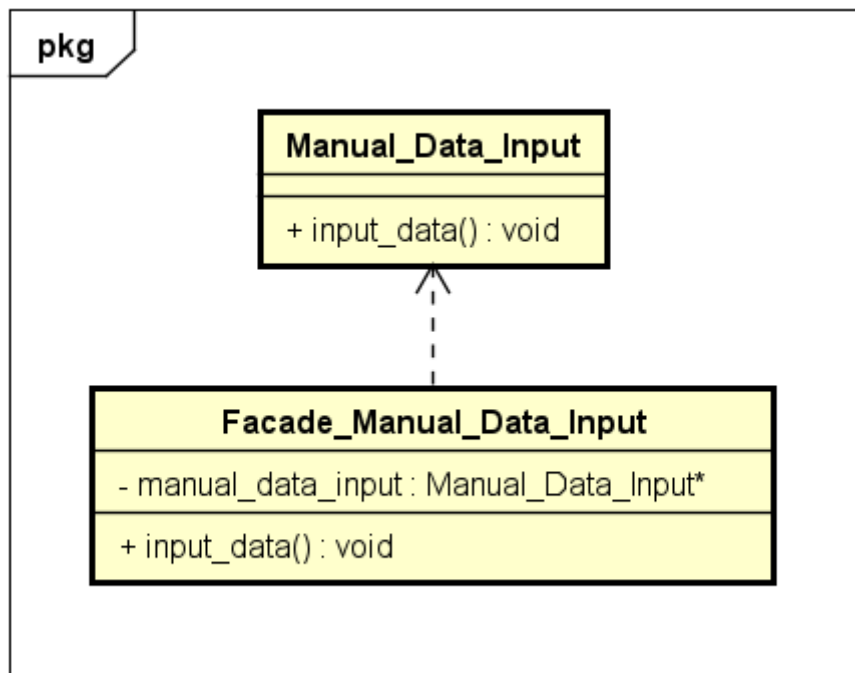 pkg
Manual_Data_Input
+ input_data() : void
Facade_Manual_Data_Input
- manual_data_input : Manual_Data_Input*
+ input_data() : void